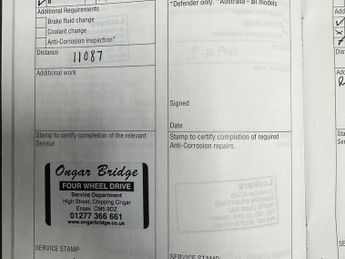 Additional Requirements
Brake fluid change
Coolant change
Anti-Corrosion inspection*
Distance
11087
Additional work
Stamp to certify completion of the relevant
Service
Ongar Bridge
FOUR WHEEL DRIVE
Service Department
High Street, Chipping Ongar
Essex CM5 9DZ
01277 366 661
ongarbridge.co.uk
SERVICE STAMP
*Defender only. *Australia - all models
Signed
Date
Stamp to certify completion of required
Anti-Corrosion repairs.
SERVICE STAMP